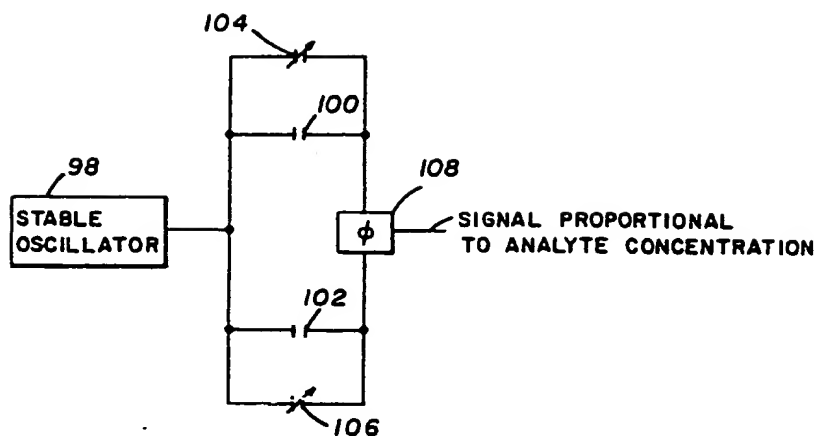 104
100
98
108
STABLE
OSCILLATOR
ϕ
SIGNAL PROPORTIONAL
TO ANALYTE CONCENTRATION
102
106